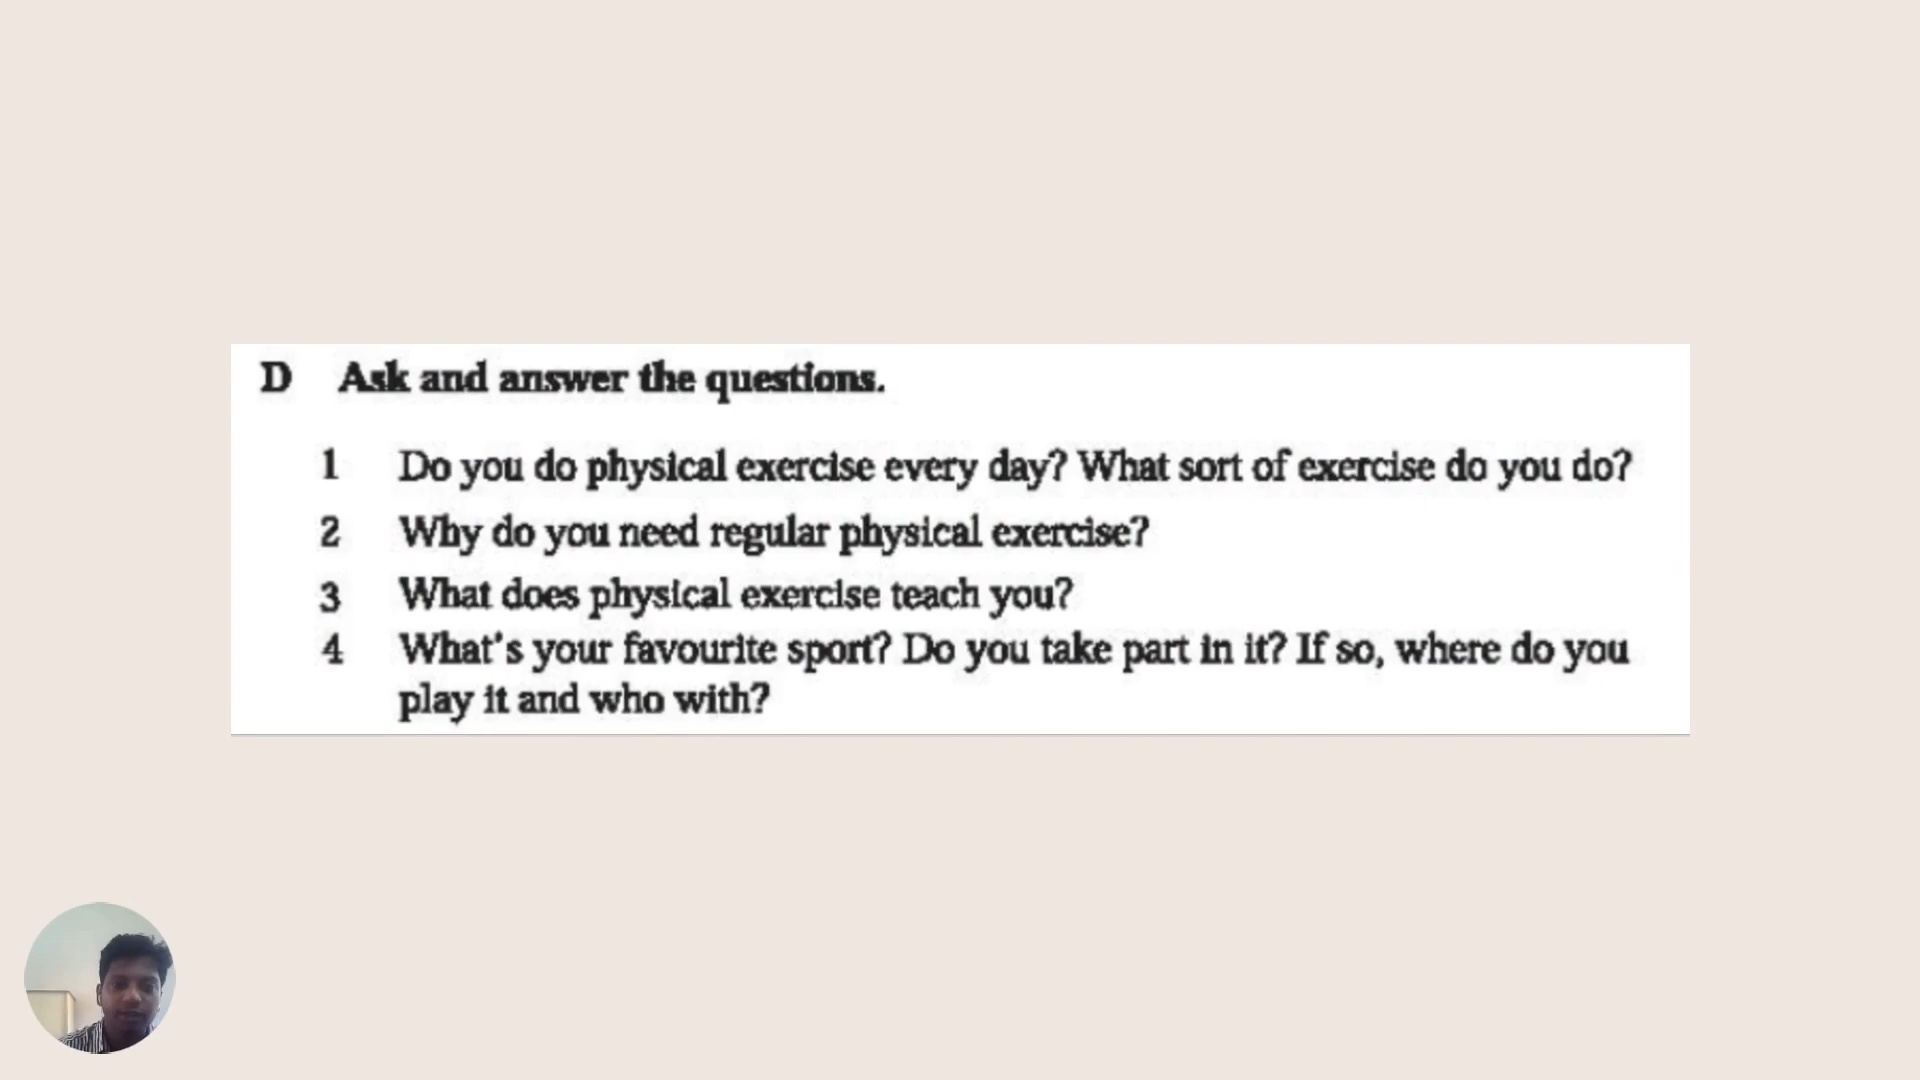 D Ask and answer the questions.
1 Do you do physical exercise every day? What sort of exercise do you do?
2 Why do you need regular physical exercise?
3 What does physical exercise teach you?
4 What's your favourite sport? Do you take part in it? If so, where do you
play it and who with?